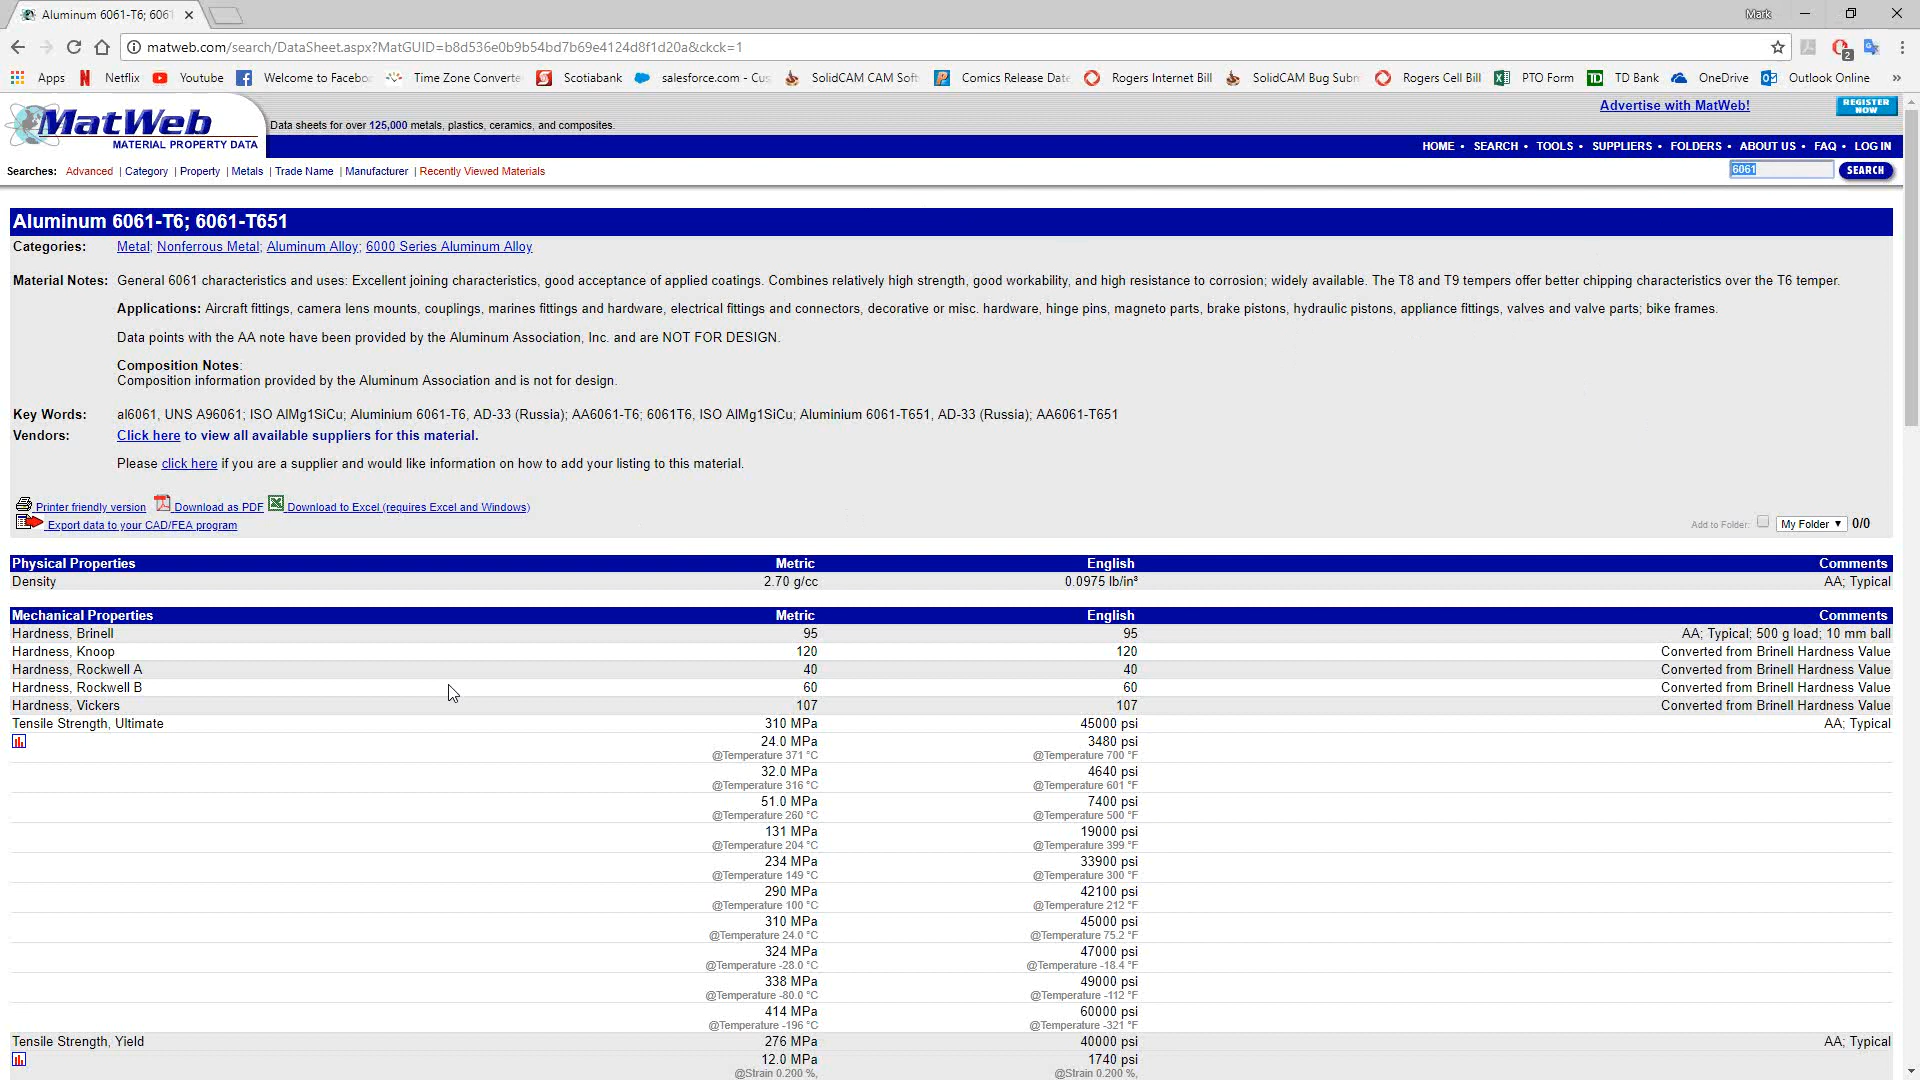 Aluminum 6061-T6; 6061
Mark
matweb.com/search/DataSheet.aspx?MatGUID=b8d536e0b9b54bd7b69e4124d8f1d20a&ckck=1
2
Apps Netflix Youtube Welcome to Facebo Time Zone Converte Scotiabank salesforce.com - Cus SolidCAM CAM Soft Comics Release Date Rogers Internet Bill SolidCAM Bug Subm Rogers Cell Bill PTO Form TD Bank OneDrive Outlook Online »
MatWeb
MATERIAL PROPERTY DATA
Data sheets for over 125,000 metals, plastics, ceramics, and composites.
Advertise with MatWeb!
REGISTER NOW
HOME • SEARCH • TOOLS • SUPPLIERS • FOLDERS • ABOUT US • FAQ • LOG IN
Searches: Advanced | Category | Property | Metals | Trade Name | Manufacturer | Recently Viewed Materials
6061 SEARCH
Aluminum 6061-T6; 6061-T651
Categories: Metal; Nonferrous Metal; Aluminum Alloy; 6000 Series Aluminum Alloy
Material Notes: General 6061 characteristics and uses: Excellent joining characteristics, good acceptance of applied coatings. Combines relatively high strength, good workability, and high resistance to corrosion; widely available. The T8 and T9 tempers offer better chipping characteristics over the T6 temper.
Applications: Aircraft fittings, camera lens mounts, couplings, marines fittings and hardware, electrical fittings and connectors, decorative or misc. hardware, hinge pins, magneto parts, brake pistons, hydraulic pistons, appliance fittings, valves and valve parts; bike frames.
Data points with the AA note have been provided by the Aluminum Association, Inc. and are NOT FOR DESIGN.
Composition Notes:
Composition information provided by the Aluminum Association and is not for design.
Key Words: al6061, UNS A96061; ISO AlMg1SiCu; Aluminium 6061-T6, AD-33 (Russia); AA6061-T6; 6061T6, ISO AlMg1SiCu; Aluminium 6061-T651, AD-33 (Russia); AA6061-T651
Vendors: Click here to view all available suppliers for this material.
Please click here if you are a supplier and would like information on how to add your listing to this material.
Printer friendly version Download as PDF Download to Excel (requires Excel and Windows)
Export data to your CAD/FEA program
Add to Folder: My Folder 0/0
Physical Properties Metric English Comments
Density 2.70 g/cc 0.0975 lb/in³ AA; Typical
Mechanical Properties Metric English Comments
Hardness, Brinell 95 95 AA; Typical; 500 g load; 10 mm ball
Hardness, Knoop 120 120 Converted from Brinell Hardness Value
Hardness, Rockwell A 40 40 Converted from Brinell Hardness Value
Hardness, Rockwell B 60 60 Converted from Brinell Hardness Value
Hardness, Vickers 107 107 Converted from Brinell Hardness Value
Tensile Strength, Ultimate 310 MPa 45000 psi AA; Typical
24.0 MPa 3480 psi
@Temperature 371 °C @Temperature 700 °F
32.0 MPa 4640 psi
@Temperature 316 °C @Temperature 601 °F
51.0 MPa 7400 psi
@Temperature 260 °C @Temperature 500 °F
131 MPa 19000 psi
@Temperature 204 °C @Temperature 399 °F
234 MPa 33900 psi
@Temperature 149 °C @Temperature 300 °F
290 MPa 42100 psi
@Temperature 100 °C @Temperature 212 °F
310 MPa 45000 psi
@Temperature 24.0 °C @Temperature 75.2 °F
324 MPa 47000 psi
@Temperature -28.0 °C @Temperature -18.4 °F
338 MPa 49000 psi
@Temperature -80.0 °C @Temperature -112 °F
414 MPa 60000 psi
@Temperature -196 °C @Temperature -321 °F
Tensile Strength, Yield 276 MPa 40000 psi AA; Typical
12.0 MPa 1740 psi
@Strain 0.200 %, @Strain 0.200 %,